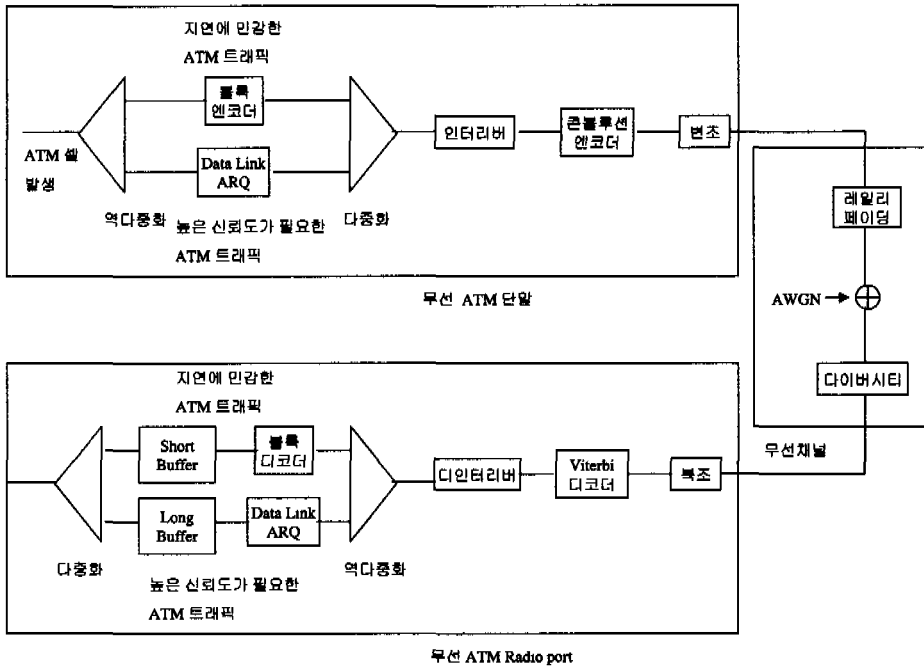 지연에 민감한
ATM 트래픽
블록
엔코더
ATM 셀
발생
Data Link
ARQ
역다중화
높은 신뢰도가 필요한
ATM 트래픽
다중화
인터리버
콘볼루션
엔코더
변조
무선 ATM 단말
레일리
페이딩
AWGN
다이버시티
무선채널
지연에 민감한
ATM 트래픽
Short
Buffer
블록
디코더
Long
Buffer
Data Link
ARQ
다중화
높은 신뢰도가 필요한
ATM 트래픽
역다중화
디인터리버
Viterbi
디코더
복조
무선 ATM Radio port